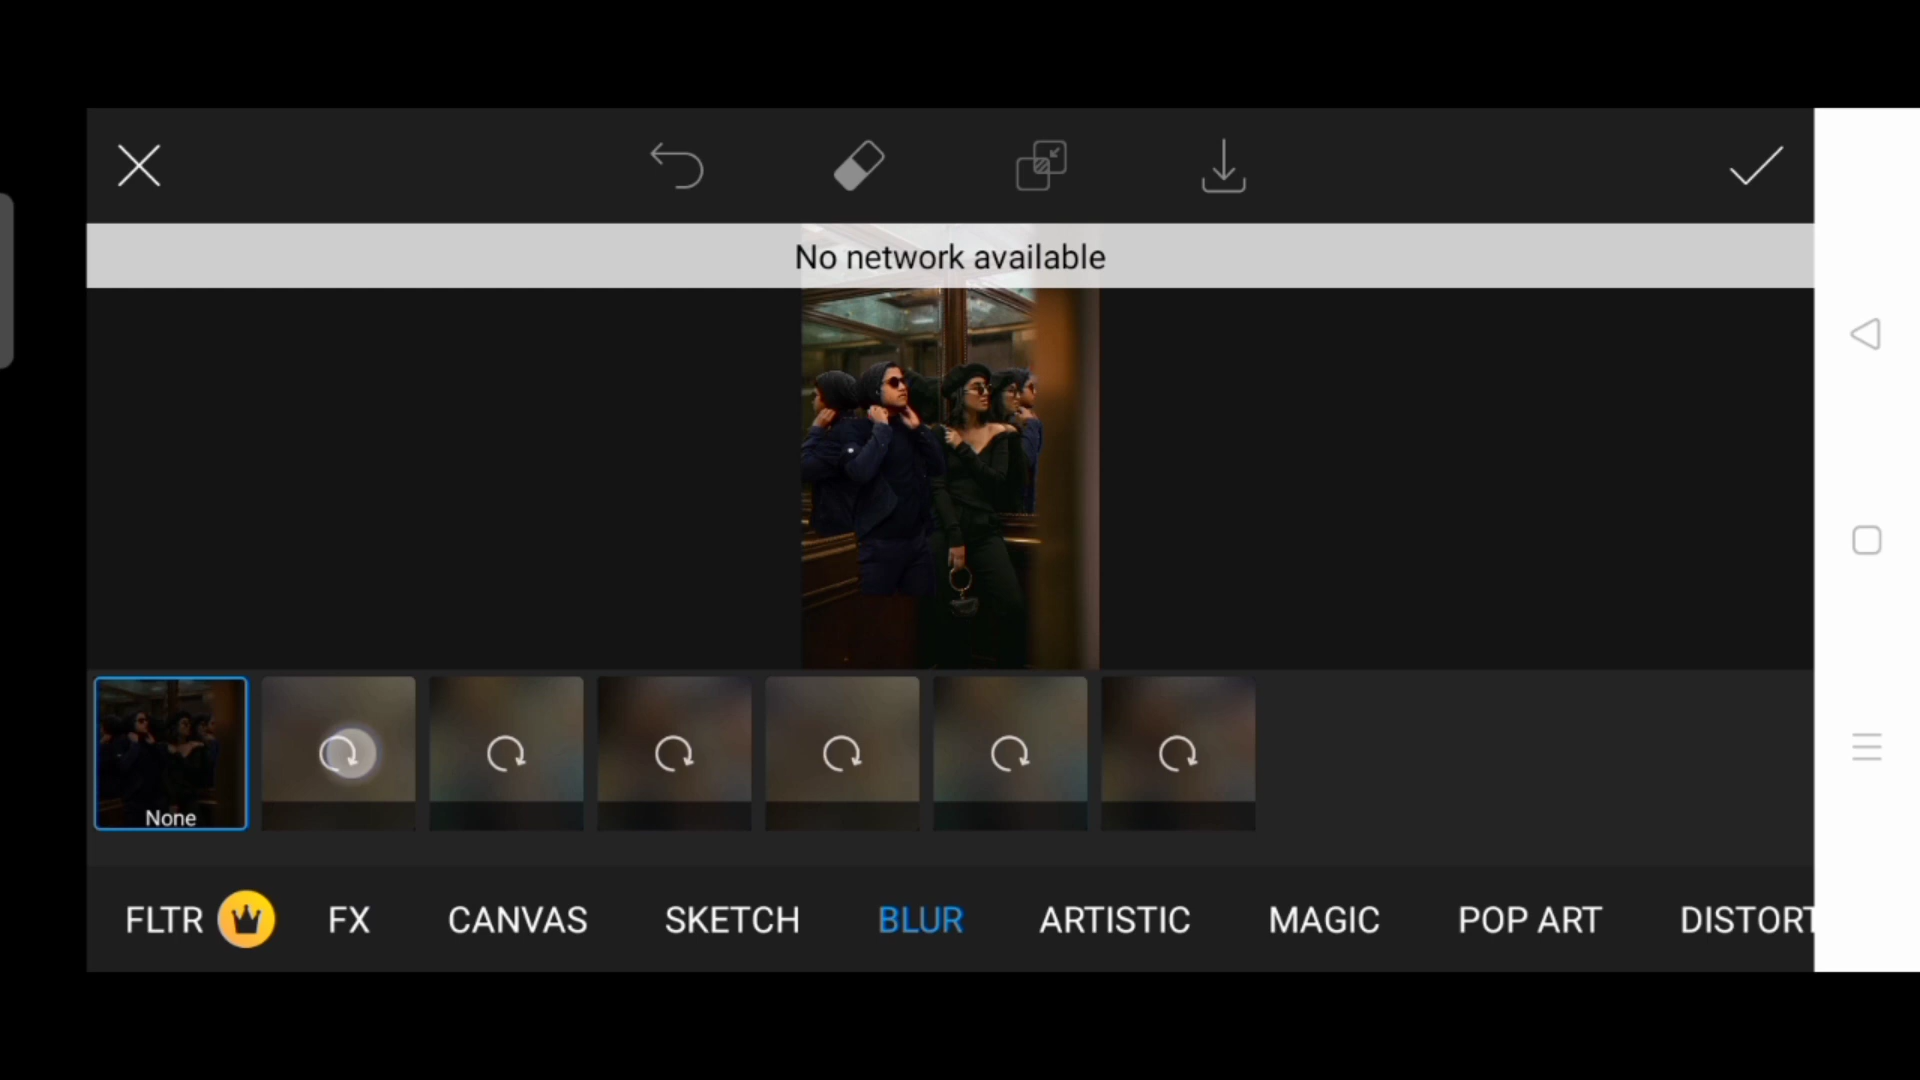 No network available
None
FLTR FX CANVAS SKETCH BLUR ARTISTIC MAGIC POP ART DISTORT